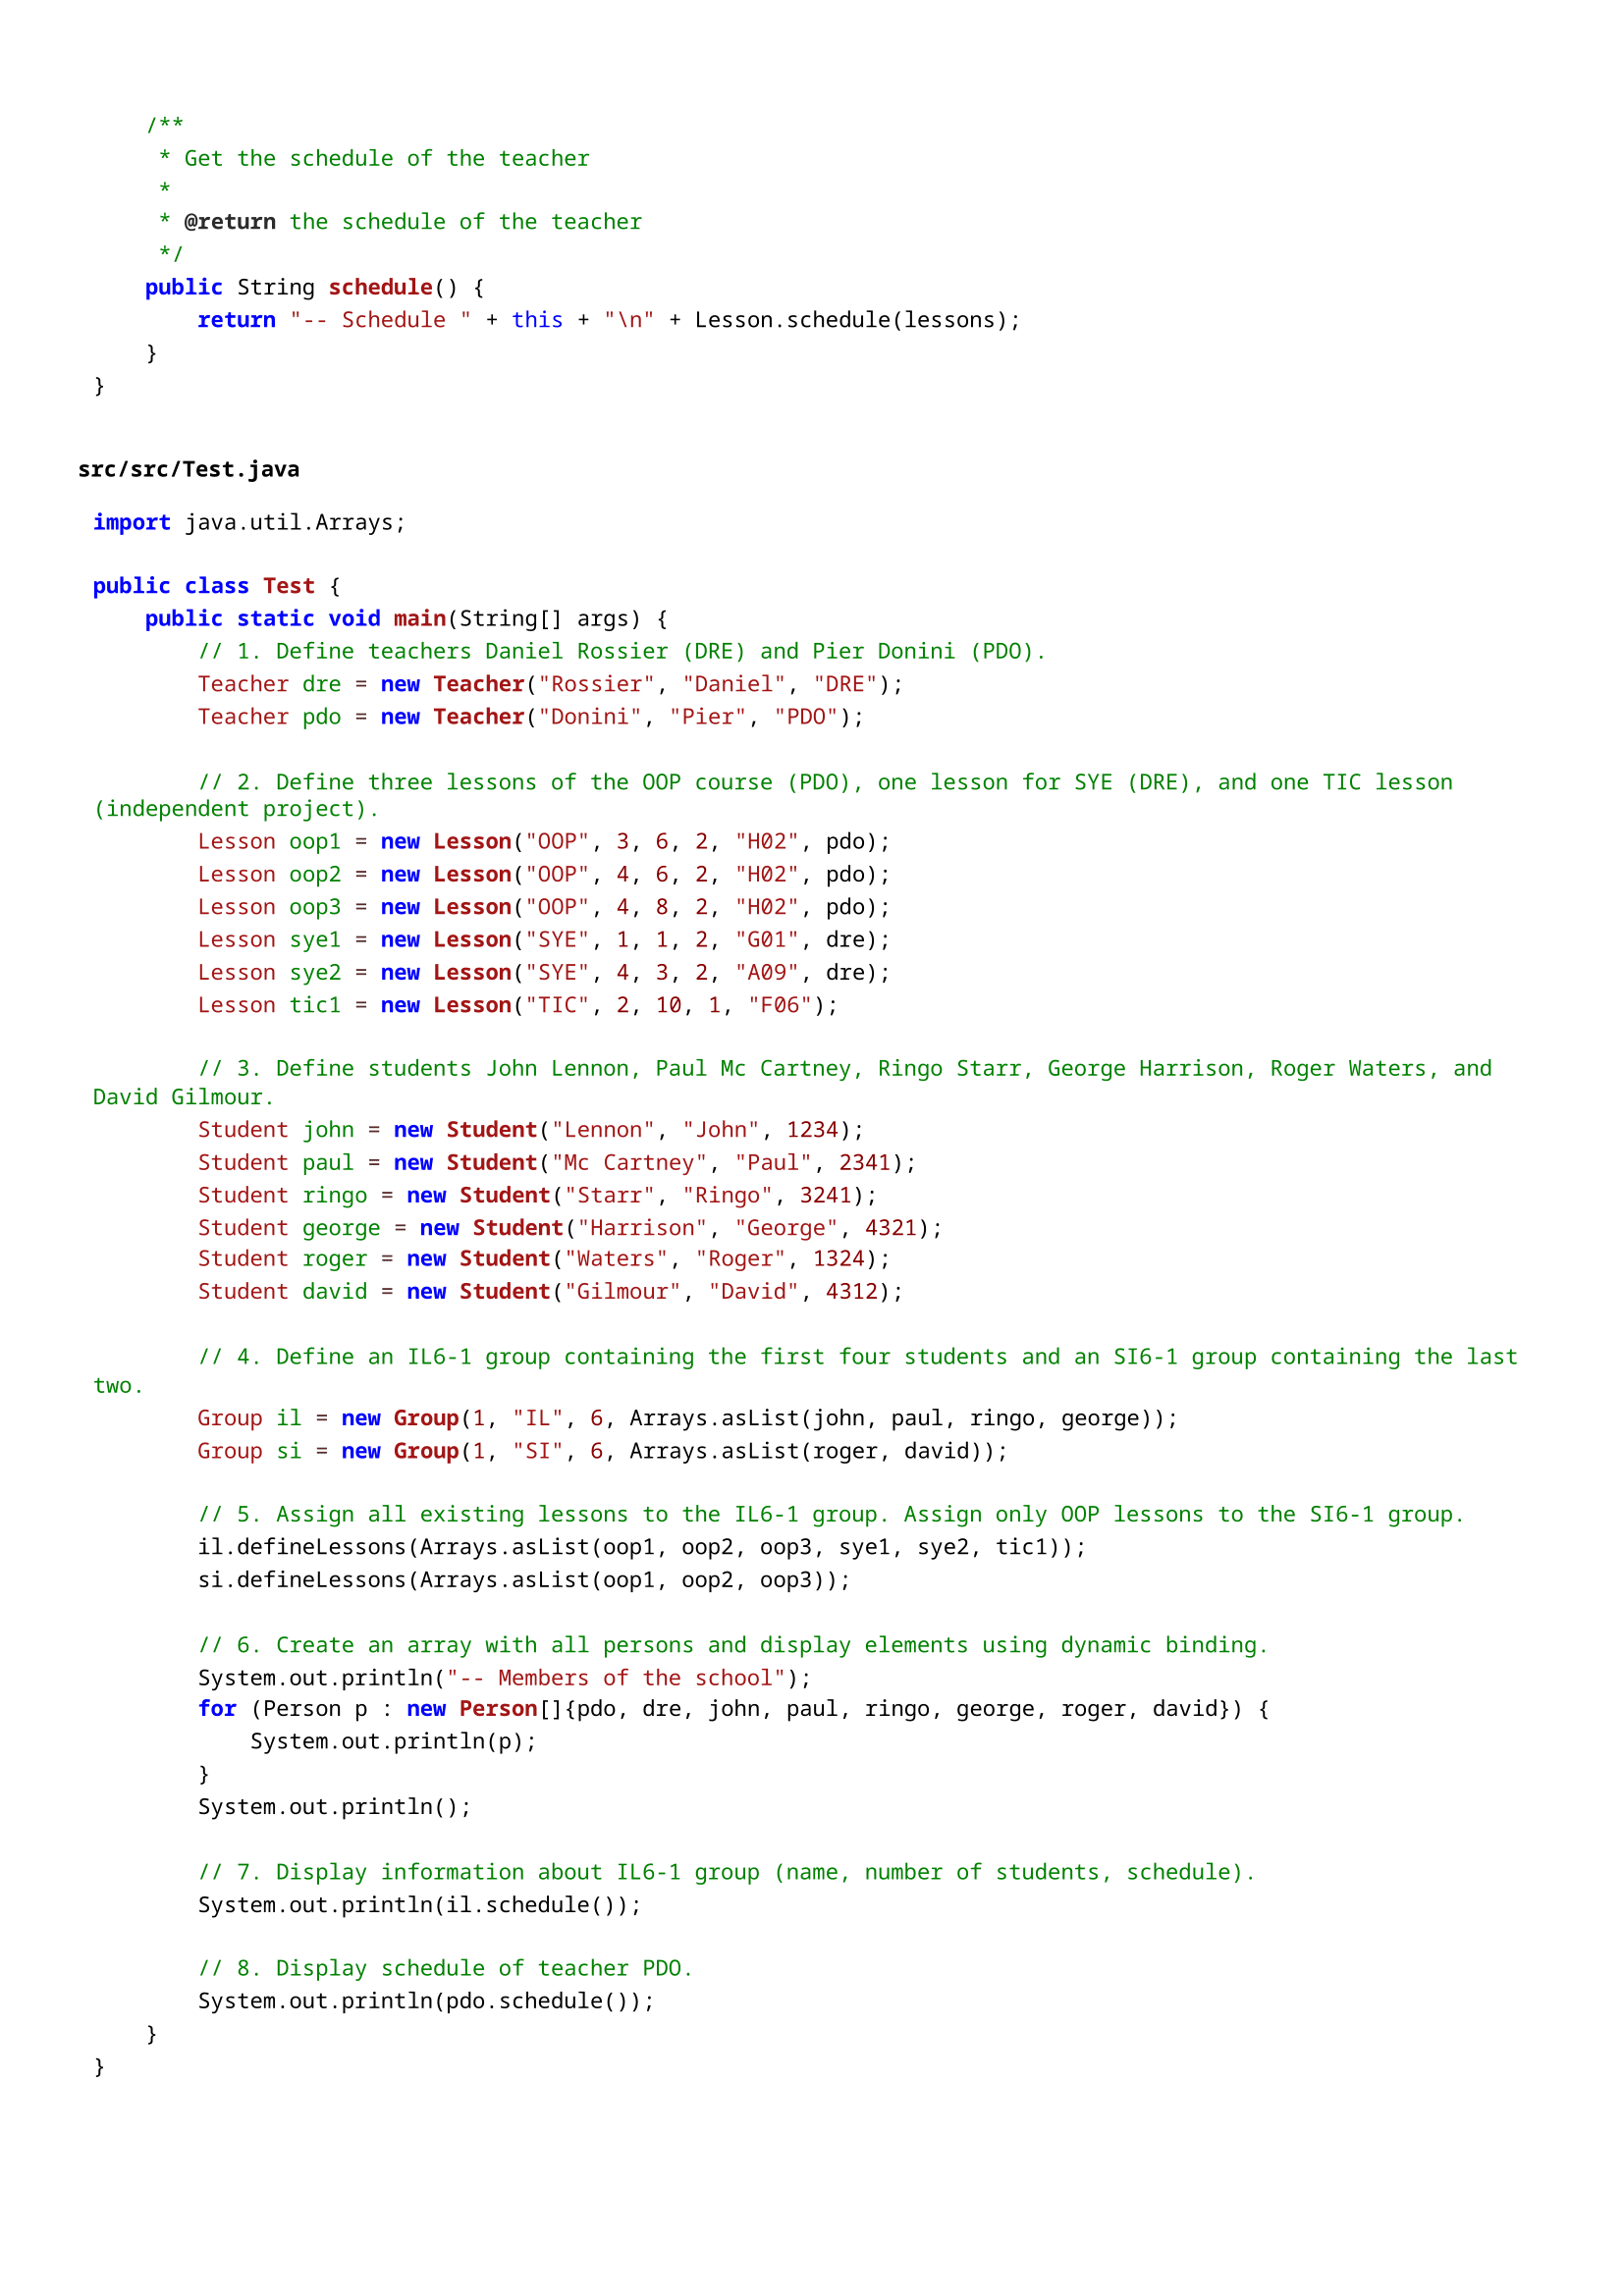 /**
     * Get the schedule of the teacher
     *
     * @return the schedule of the teacher
     */
    public String schedule() {
        return "-- Schedule " + this + "\n" + Lesson.schedule(lessons);
    }
}
src/src/Test.java
import java.util.Arrays;

public class Test {
    public static void main(String[] args) {
        // 1. Define teachers Daniel Rossier (DRE) and Pier Donini (PDO).
        Teacher dre = new Teacher("Rossier", "Daniel", "DRE");
        Teacher pdo = new Teacher("Donini", "Pier", "PDO");

        // 2. Define three lessons of the OOP course (PDO), one lesson for SYE (DRE), and one TIC lesson
(independent project).
        Lesson oop1 = new Lesson("OOP", 3, 6, 2, "H02", pdo);
        Lesson oop2 = new Lesson("OOP", 4, 6, 2, "H02", pdo);
        Lesson oop3 = new Lesson("OOP", 4, 8, 2, "H02", pdo);
        Lesson sye1 = new Lesson("SYE", 1, 1, 2, "G01", dre);
        Lesson sye2 = new Lesson("SYE", 4, 3, 2, "A09", dre);
        Lesson tic1 = new Lesson("TIC", 2, 10, 1, "F06");

        // 3. Define students John Lennon, Paul Mc Cartney, Ringo Starr, George Harrison, Roger Waters, and
David Gilmour.
        Student john = new Student("Lennon", "John", 1234);
        Student paul = new Student("Mc Cartney", "Paul", 2341);
        Student ringo = new Student("Starr", "Ringo", 3241);
        Student george = new Student("Harrison", "George", 4321);
        Student roger = new Student("Waters", "Roger", 1324);
        Student david = new Student("Gilmour", "David", 4312);

        // 4. Define an IL6-1 group containing the first four students and an SI6-1 group containing the last
two.
        Group il = new Group(1, "IL", 6, Arrays.asList(john, paul, ringo, george));
        Group si = new Group(1, "SI", 6, Arrays.asList(roger, david));

        // 5. Assign all existing lessons to the IL6-1 group. Assign only OOP lessons to the SI6-1 group.
        il.defineLessons(Arrays.asList(oop1, oop2, oop3, sye1, sye2, tic1));
        si.defineLessons(Arrays.asList(oop1, oop2, oop3));

        // 6. Create an array with all persons and display elements using dynamic binding.
        System.out.println("-- Members of the school");
        for (Person p : new Person[]{pdo, dre, john, paul, ringo, george, roger, david}) {
            System.out.println(p);
        }
        System.out.println();

        // 7. Display information about IL6-1 group (name, number of students, schedule).
        System.out.println(il.schedule());

        // 8. Display schedule of teacher PDO.
        System.out.println(pdo.schedule());
    }
}